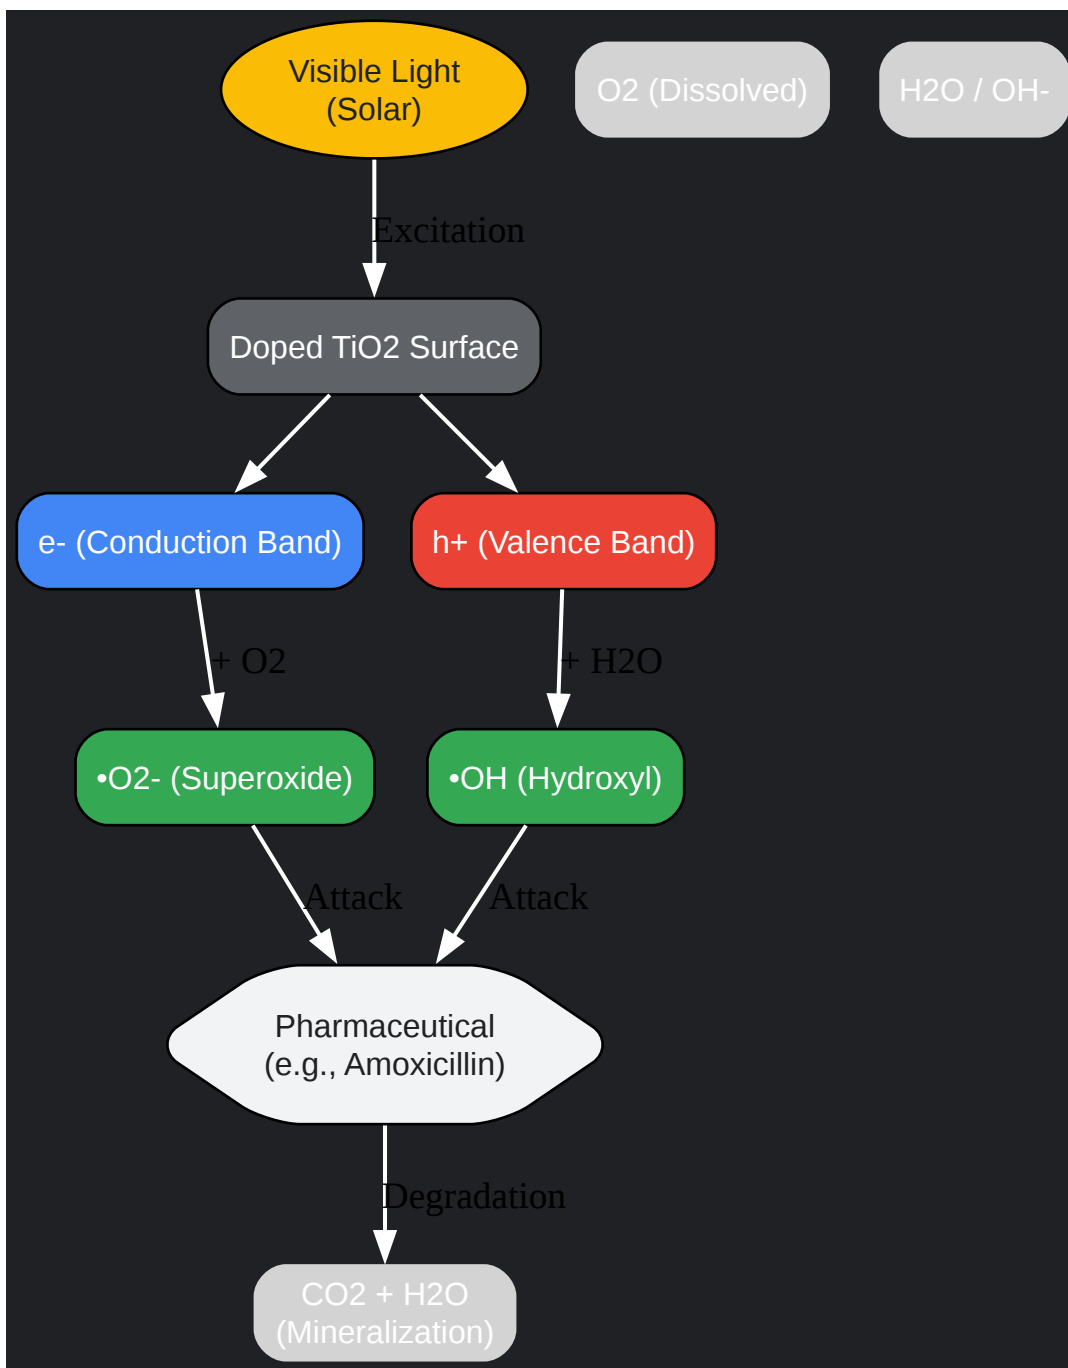 Visible Light
(Solar)
O2 (Dissolved)
H2O / OH-
Excitation
Doped TiO2 Surface
e- (Conduction Band)
h+ (Valence Band)
+ O2
+ H2O
•O2- (Superoxide)
•OH (Hydroxyl)
Attack
Attack
Pharmaceutical
(e.g., Amoxicillin)
Degradation
CO2 + H2O
(Mineralization)